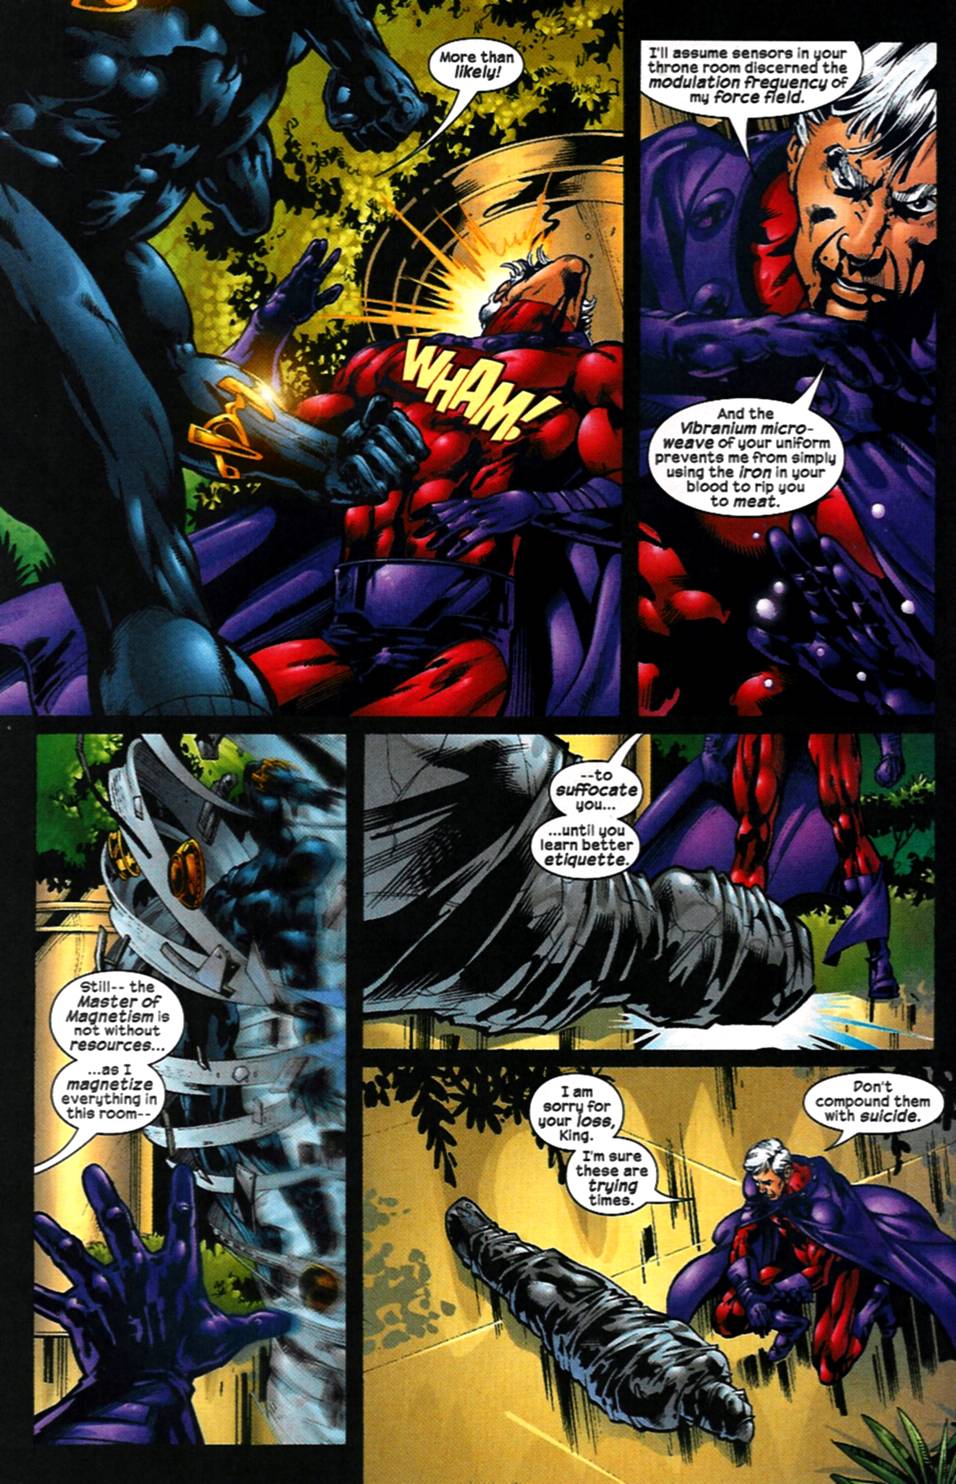 More than
likely!
WHAM!
I'll assume sensors in your
throne room discerned the
modulation frequency of
my force field.
And the
Vibranium micro-
weave of your uniform
prevents me from simply
using the iron in your
blood to rip you
to meat.
Still-- the
Master of
Magnetism is
not without
resources...
...as I
magnetize
everything in
this room--
--to
suffocate
you...
...until you
learn better
etiquette.
I am
sorry for
your loss,
King.
I'm sure
these are
trying
times.
Don't
compound them
with suicide.